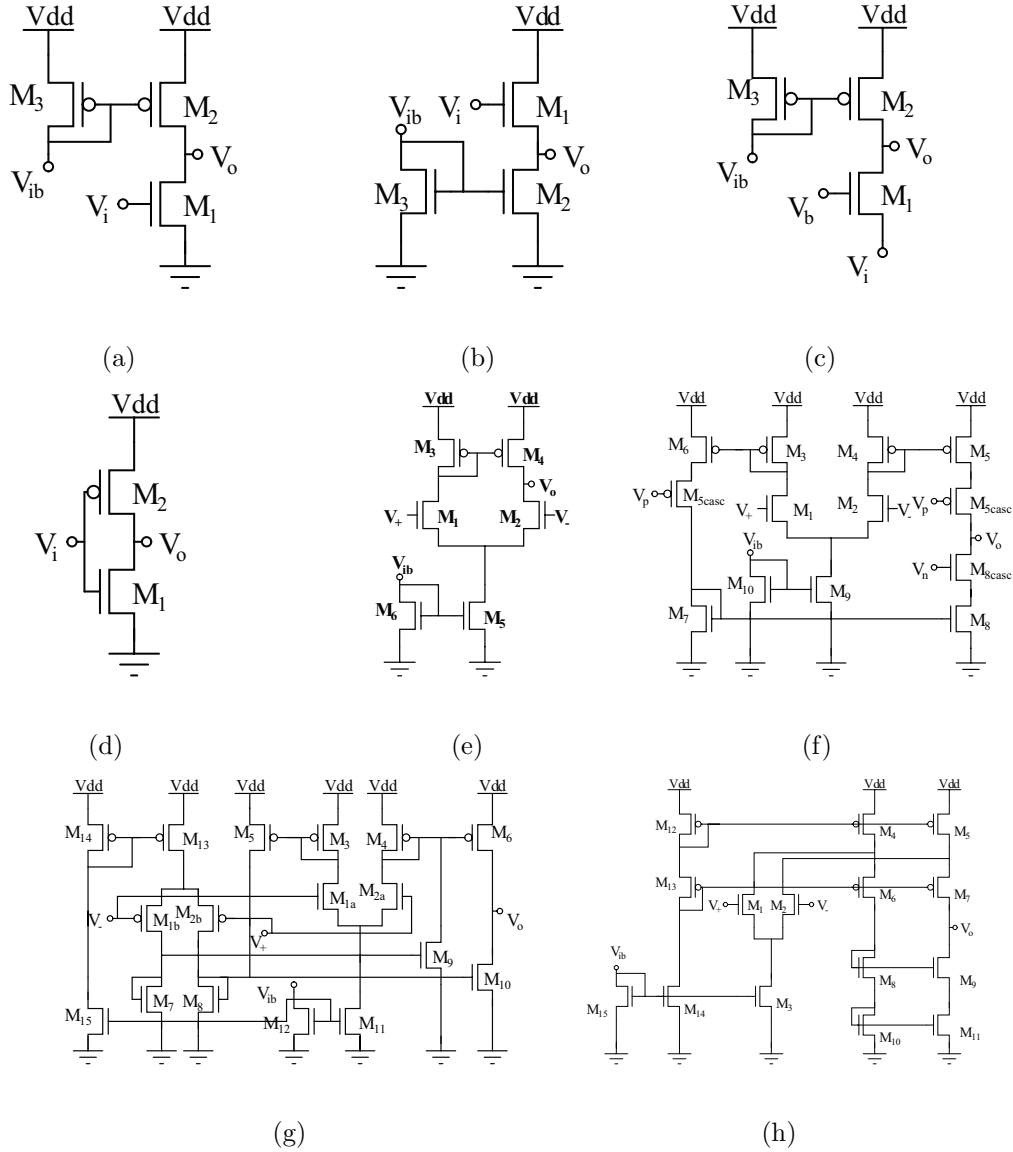 Vdd Vdd
M3 M2
Vib Vo
Vi M1
(a)
Vdd
Vib Vi M1
Vo
M3 M2
(b)
Vdd Vdd
M3 M2
Vib Vo
Vb M1
Vi
(c)
Vdd
M2
Vi Vo
M1
(d)
Vdd Vdd
M3 M4
Vo
V+ M1 M2 V-
Vib
M6 M5
(e)
Vdd Vdd Vdd Vdd
M6 M3 M4 M5
Vp M5casc V+ M1 M2 V- Vp M5casc
Vib Vo
M10 M9 Vn M8casc
M7 M8
(f)
Vdd Vdd Vdd Vdd Vdd Vdd
M14 M13 M5 M3 M4 M6
M1a M2a
V- M1b M2b V+ Vo
M9
M7 M8 Vib M10
M15 M12 M11
(g)
Vdd Vdd Vdd
M12 M4 M5
M13 V+ M1 M2 V- M6 M7
Vo
Vib M8 M9
M15 M14 M3
M10 M11
(h)